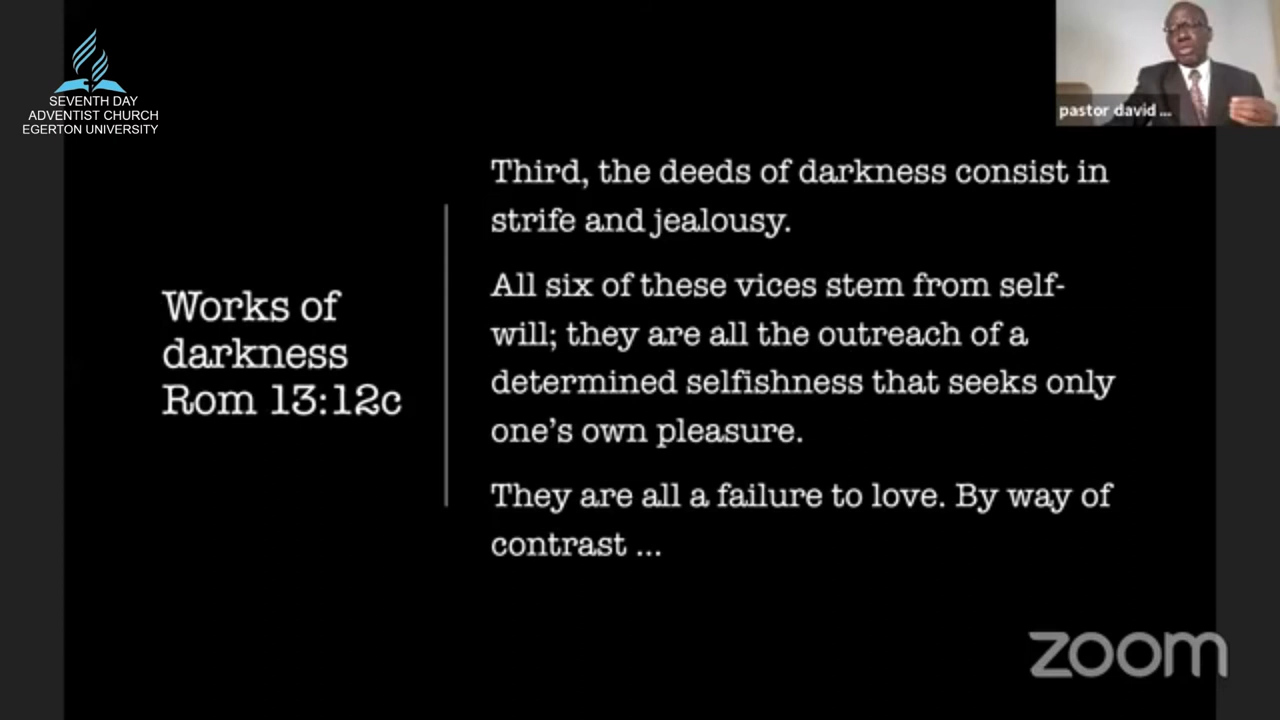 SEVENTH DAY
ADVENTIST CHURCH
EGERTON UNIVERSITY
pastor david ...
Works of
darkness
Rom 13:12c
Third, the deeds of darkness consist in
strife and jealousy.
All six of these vices stem from self-
will; they are all the outreach of a
determined selfishness that seeks only
one's own pleasure.
They are all a failure to love. By way of
contrast ...
zoom